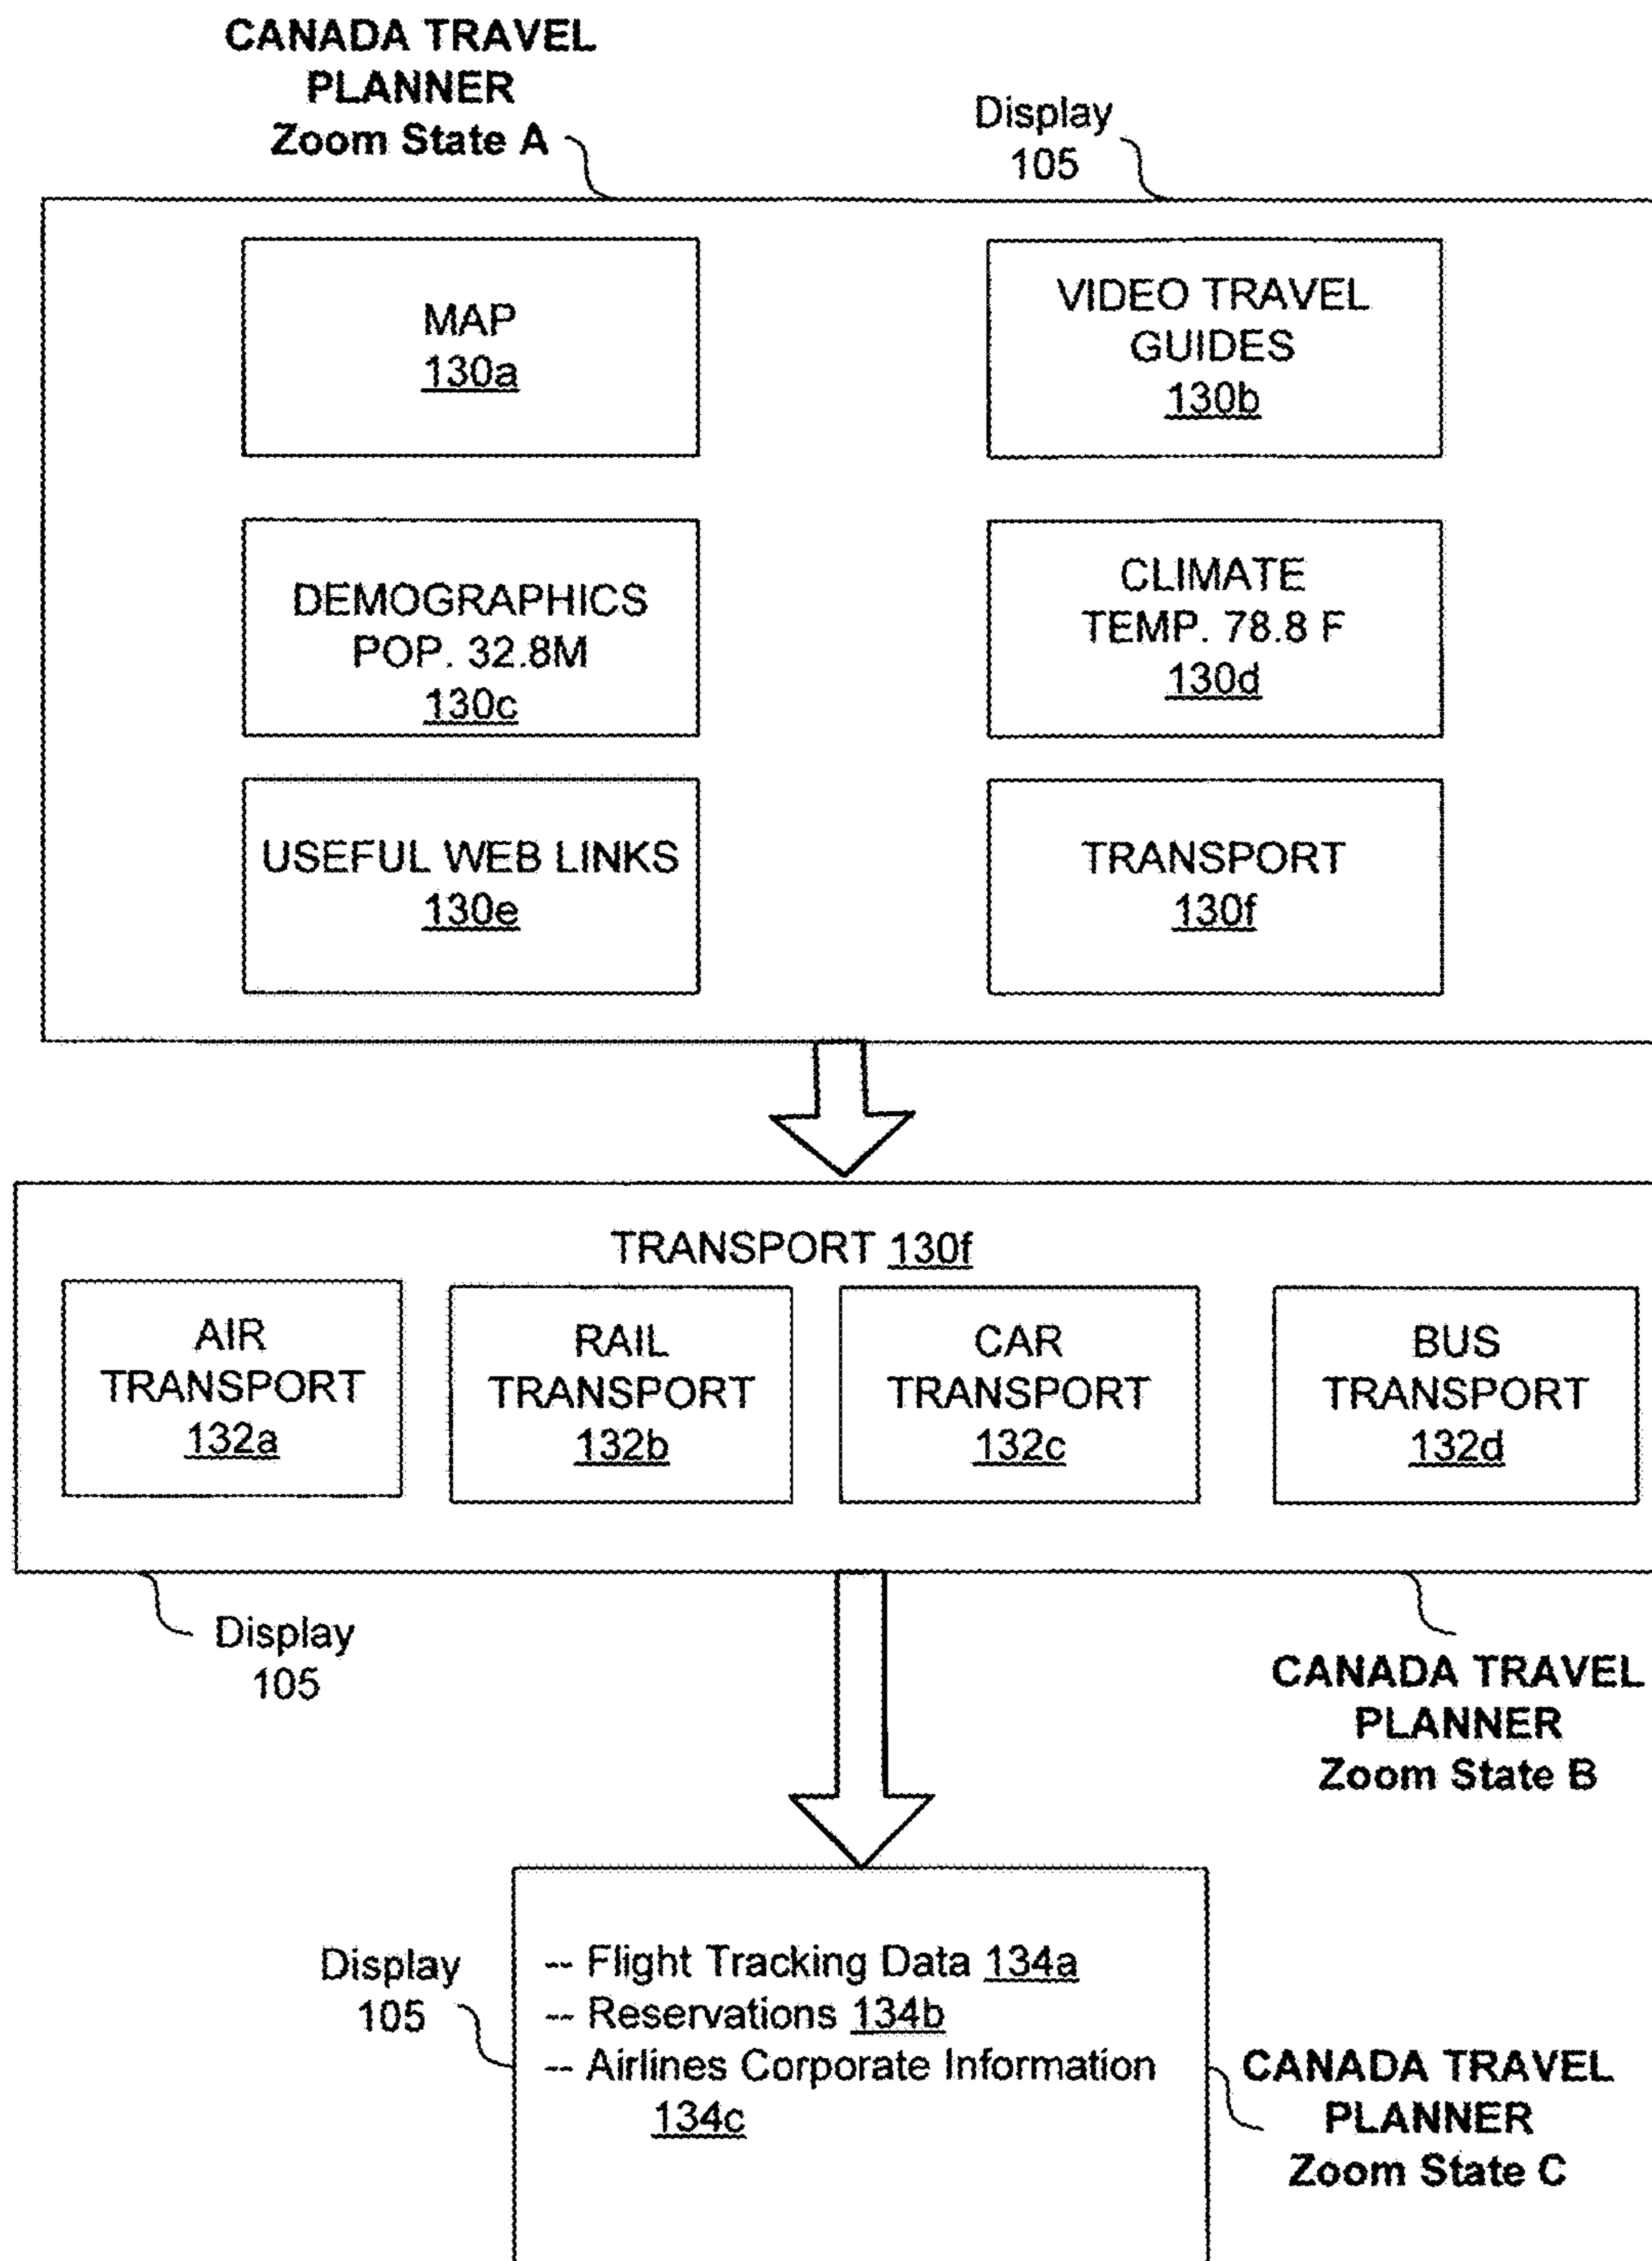 CANADA TRAVEL
PLANNER
Zoom State A
Display
105
MAP
130a
VIDEO TRAVEL
GUIDES
130b
DEMOGRAPHICS
POP. 32.8M
130c
CLIMATE
TEMP. 78.8 F
130d
USEFUL WEB LINKS
130e
TRANSPORT
130f
TRANSPORT 130f
AIR
TRANSPORT
132a
RAIL
TRANSPORT
132b
CAR
TRANSPORT
132c
BUS
TRANSPORT
132d
Display
105
CANADA TRAVEL
PLANNER
Zoom State B
Display
105
-- Flight Tracking Data 134a
-- Reservations 134b
-- Airlines Corporate Information
134c
CANADA TRAVEL
PLANNER
Zoom State C